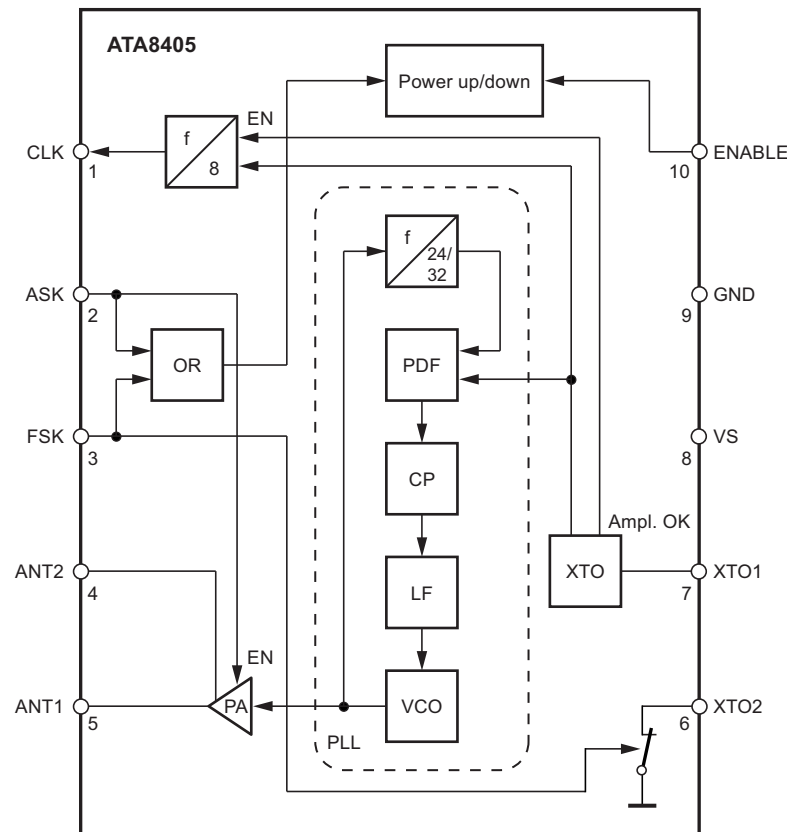 ATA8405
Power up/down
EN
CLK
1
f
8
ENABLE
10
f
24/
32
ASK
2
GND
9
OR
PDF
FSK
3
VS
8
CP
Ampl. OK
ANT2
4
LF
XTO
XTO1
7
EN
ANT1
5
PA
VCO
XTO2
6
PLL